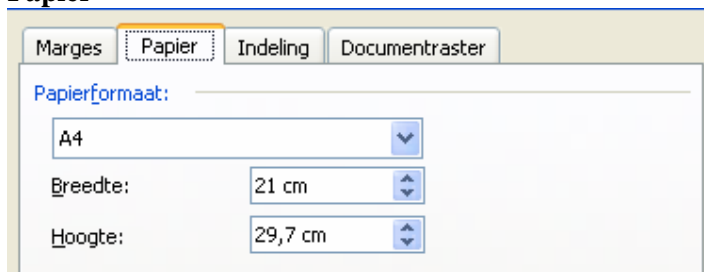 Papier
Marges Papier Indeling Documentraster
Papierformaat:
A4
Breedte: 21 cm
Hoogte: 29,7 cm